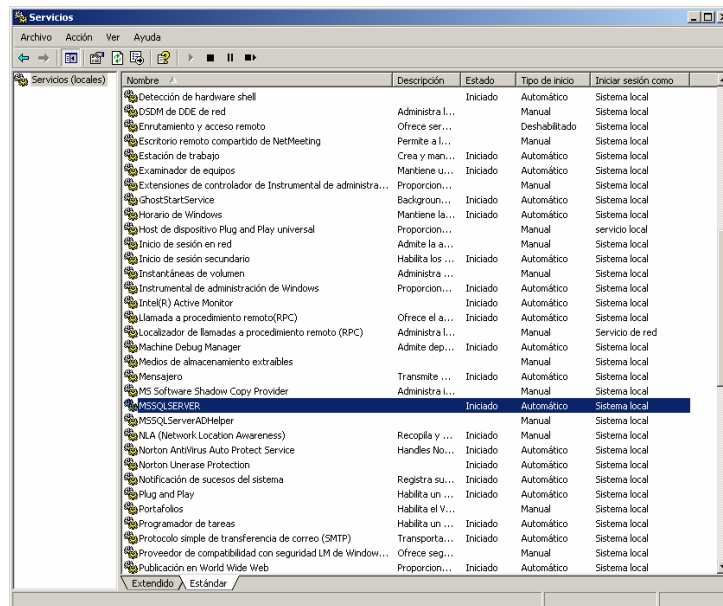 Servicios
Archivo Acción Ver Ayuda
Servicios (locales)
Nombre Descripción Estado Tipo de inicio Iniciar sesión como
Detección de hardware shell Iniciado Automático Sistema local
DSDM de DDE de red Administra l... Manual Sistema local
Enrutamiento y acceso remoto Ofrece ser... Deshabilitado Sistema local
Escritorio remoto compartido de NetMeeting Permite a l... Manual Sistema local
Estación de trabajo Crea y man... Iniciado Automático Sistema local
Examinador de equipos Mantiene u... Iniciado Automático Sistema local
Extensiones de controlador de Instrumental de administra... Proporcion... Manual Sistema local
GhostStartService Backgroun... Iniciado Automático Sistema local
Horario de Windows Mantiene la... Iniciado Automático Sistema local
Host de dispositivo Plug and Play universal Proporcion... Manual servicio local
Inicio de sesión en red Admite la a... Manual Sistema local
Inicio de sesión secundario Habilita los ... Iniciado Automático Sistema local
Instantáneas de volumen Administra ... Manual Sistema local
Instrumental de administración de Windows Proporcion... Iniciado Automático Sistema local
Intel(R) Active Monitor Iniciado Automático Sistema local
Llamada a procedimiento remoto(RPC) Ofrece el a... Iniciado Automático Sistema local
Localizador de llamadas a procedimiento remoto (RPC) Administra l... Manual Servicio de red
Machine Debug Manager Admite dep... Iniciado Automático Sistema local
Medios de almacenamiento extraíbles Manual Sistema local
Mensajero Transmite ... Iniciado Automático Sistema local
MS Software Shadow Copy Provider Administra i... Manual Sistema local
MSSQLSERVER Iniciado Automático Sistema local
MSSQLServerADHelper Manual Sistema local
NLA (Network Location Awareness) Recopila y ... Iniciado Manual Sistema local
Norton AntiVirus Auto Protect Service Handles No... Iniciado Automático Sistema local
Norton Unerase Protection Iniciado Automático Sistema local
Notificación de sucesos del sistema Registra su... Iniciado Automático Sistema local
Plug and Play Habilita un ... Iniciado Automático Sistema local
Portafolios Habilita el V... Manual Sistema local
Programador de tareas Habilita un ... Iniciado Automático Sistema local
Protocolo simple de transferencia de correo (SMTP) Transporta... Iniciado Automático Sistema local
Proveedor de compatibilidad con seguridad LM de Window... Ofrece seg... Manual Sistema local
Publicación en World Wide Web Proporcion... Iniciado Automático Sistema local
Extendido Estándar